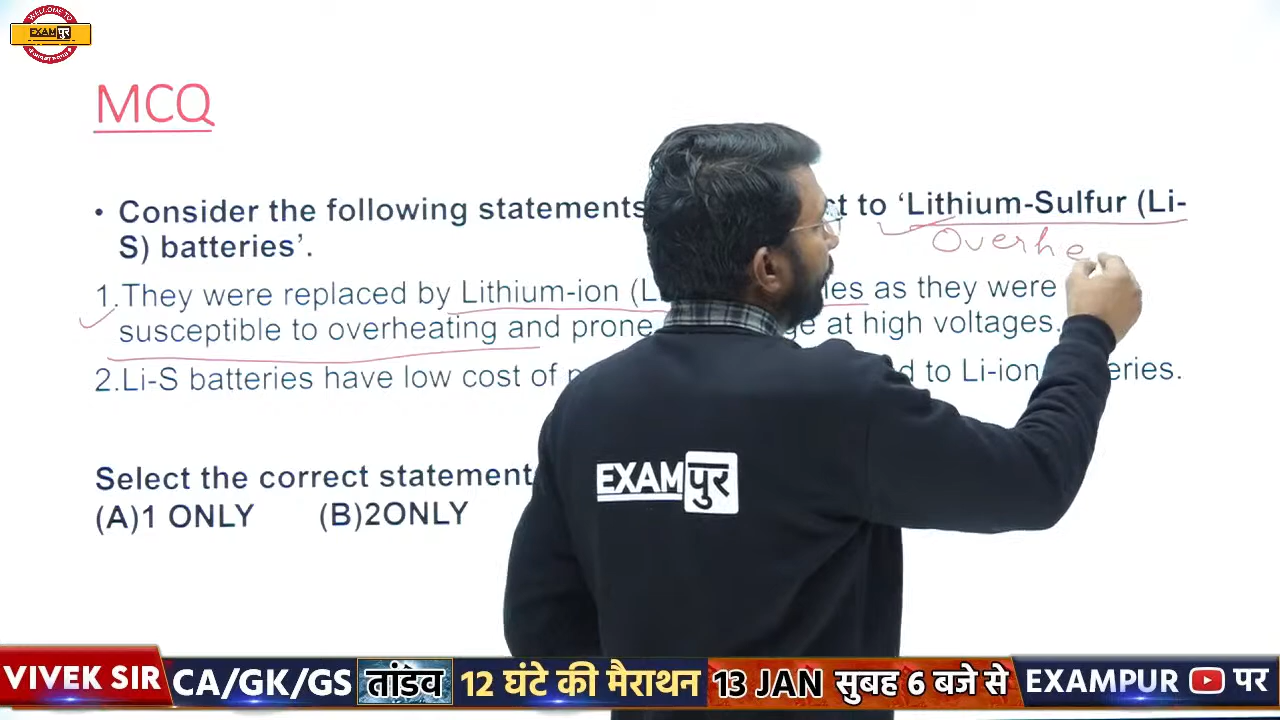 WELCOME TO
EXAMपुर
MCQ
• Consider the following statements ct to ‘Lithium-Sulfur (Li-
S) batteries’.
Overhe
1.They were replaced by Lithium-ion as they were
susceptible to overheating and prone at high voltages.
2.Li-S batteries have low cost of to Li-ion
Select the correct statement
(A)1 ONLY (B)2ONLY
EXAMपुर
VIVEK SIR CA/GK/GS तांडव 12 घंटे की मैराथन 13 JAN सुबह 6 बजे से EXAMPUR पर